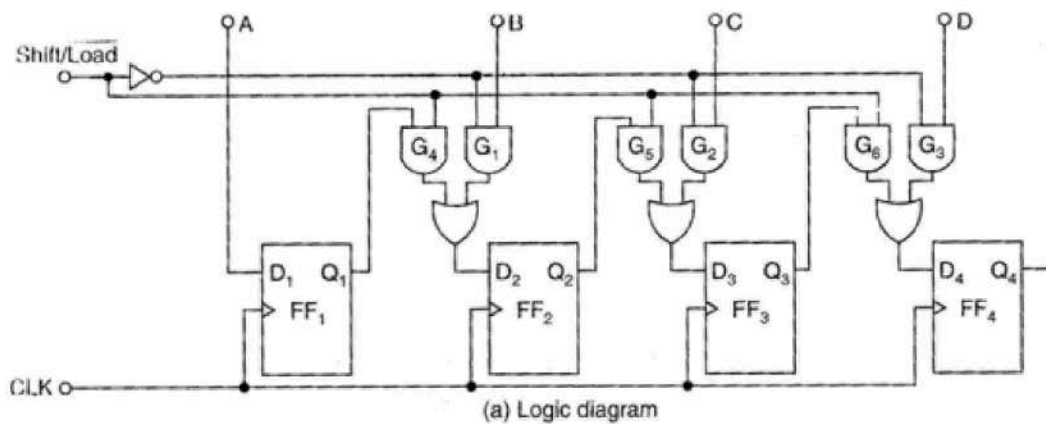 A B C D
Shift/Load
G4 G1 G5 G2 G6 G3
D1 Q1 D2 Q2 D3 Q3 D4 Q4
FF1 FF2 FF3 FF4
CLK
(a) Logic diagram